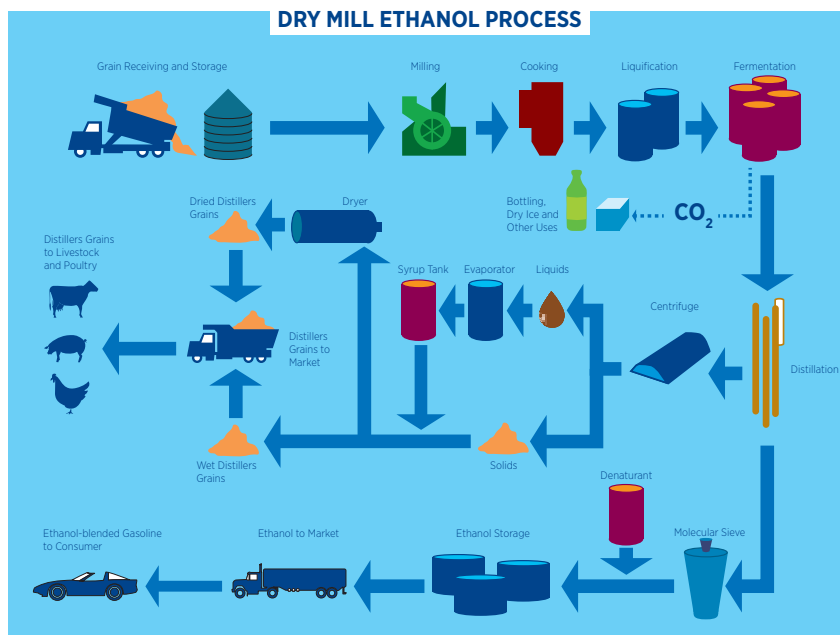 DRY MILL ETHANOL PROCESS
Grain Receiving and Storage
Milling
Cooking
Liquification
Fermentation
Bottling,
Dry Ice and
Other Uses
CO2
Dried Distillers
Grains
Dryer
Distillers Grains
to Livestock
and Poultry
Syrup Tank
Evaporator
Liquids
Centrifuge
Distillers
Grains to
Market
Distillation
Wet Distillers
Grains
Solids
Denaturant
Ethanol-blended Gasoline
to Consumer
Ethanol to Market
Ethanol Storage
Molecular Sieve